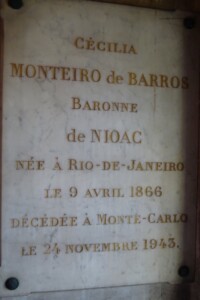 CÉCILIA
MONTEIRO de BARROS
BARONNE
de NIOAC
NÉE À RIO-DE-JANEIRO
LE 9 AVRIL 1866
DÉCÉDÉE À MONTE-CARLO
LE 24 NOVEMBRE 1943.